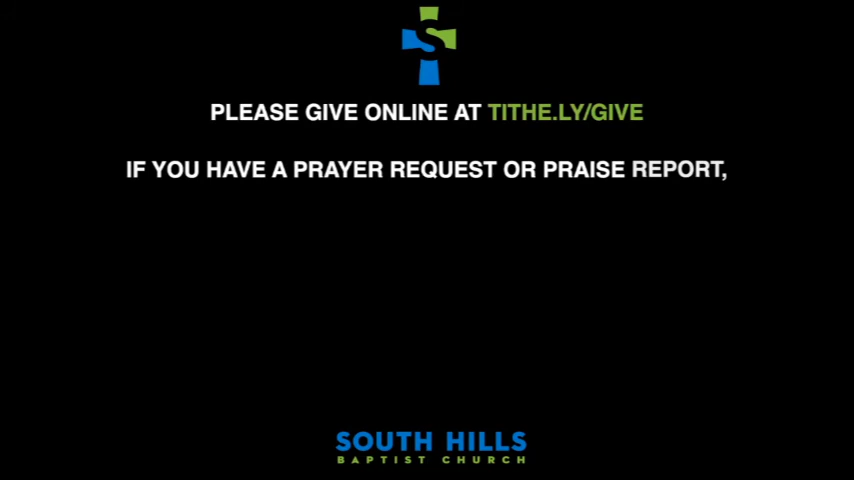 PLEASE GIVE ONLINE AT TITHE.LY/GIVE
IF YOU HAVE A PRAYER REQUEST OR PRAISE REPORT,
SOUTH HILLS
BAPTIST CHURCH